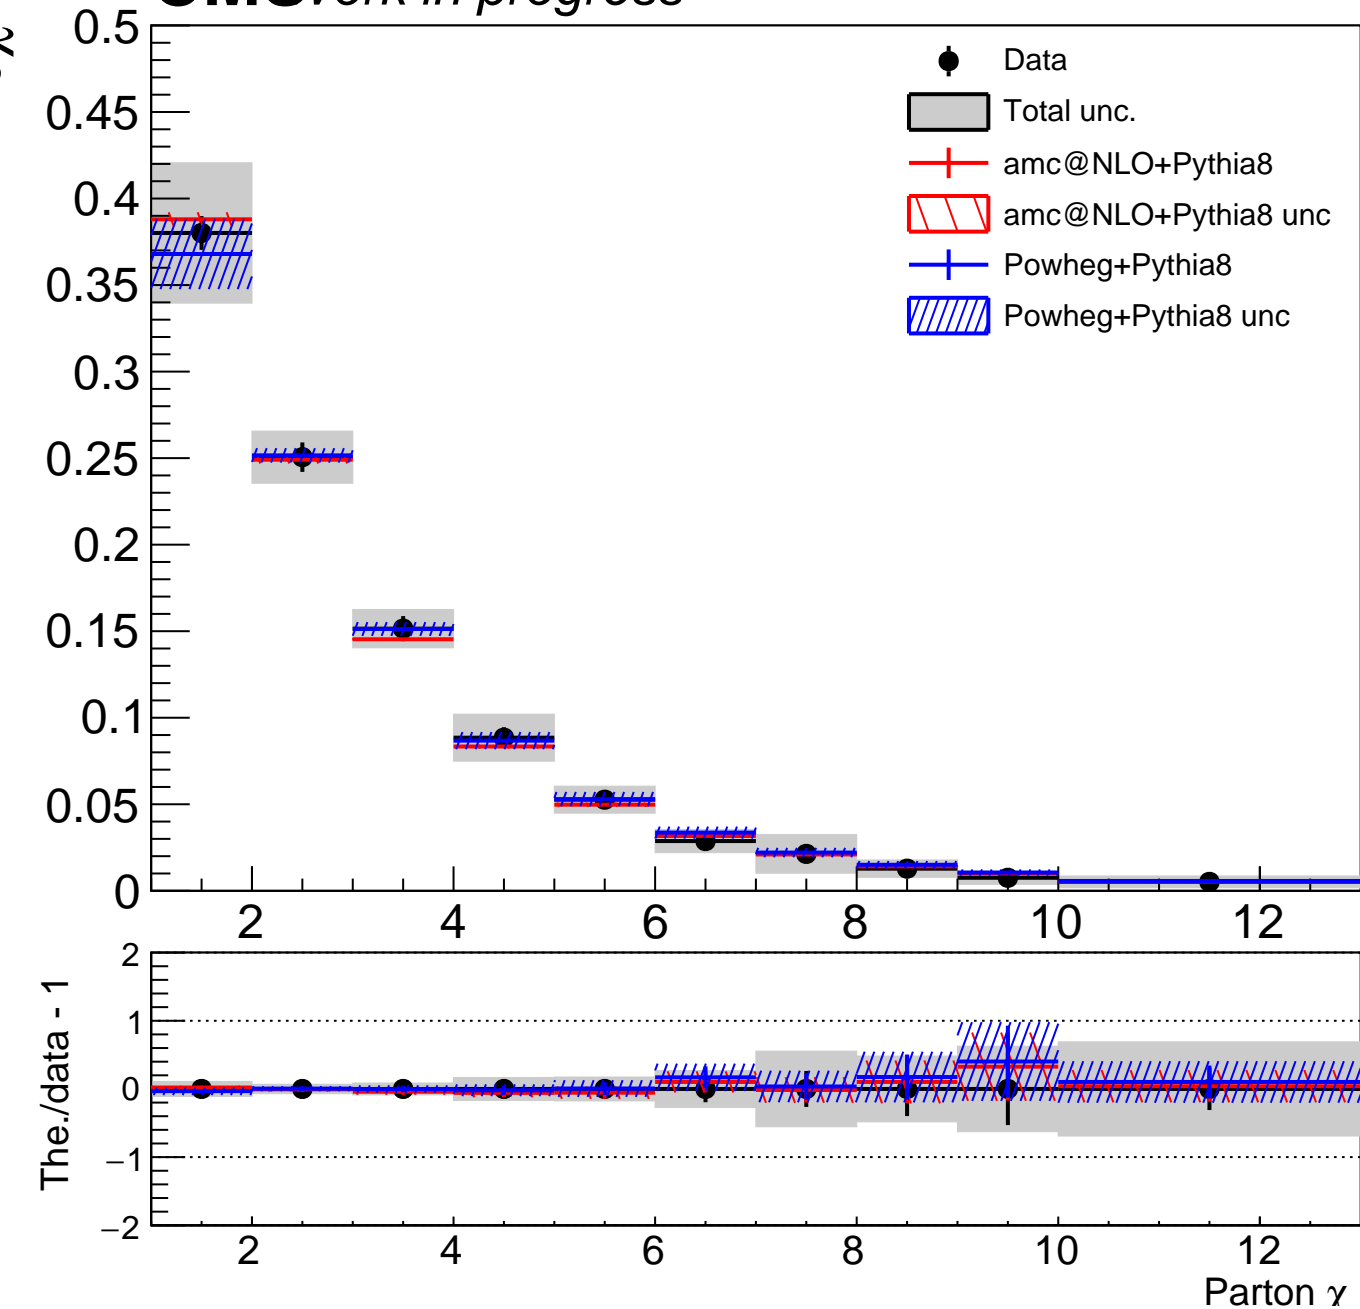 Work in progress
χ
0.5
0.45
0.4
0.35
0.3
0.25
0.2
0.15
0.1
0.05
0
Data
Total unc.
amc@NLO+Pythia8
amc@NLO+Pythia8 unc
Powheg+Pythia8
Powheg+Pythia8 unc
2 4 6 8 10 12
The./data - 1
2
1
0
−1
−2
2 4 6 8 10 12
Parton χ